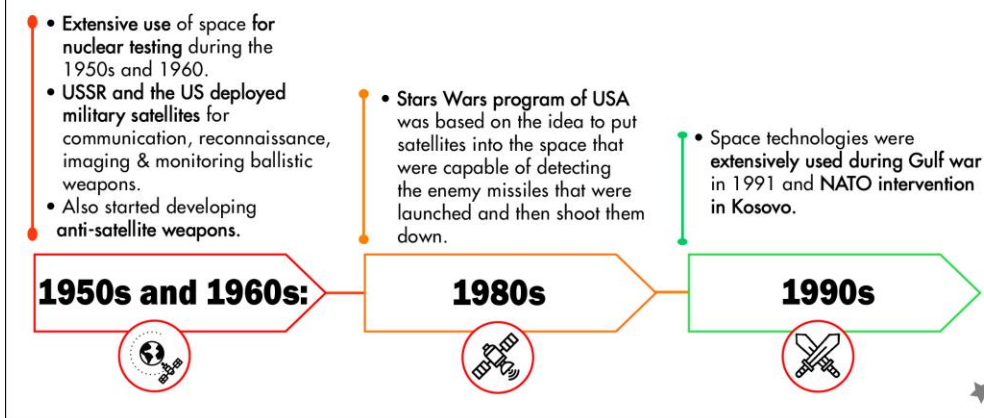 • Extensive use of space for
nuclear testing during the
1950s and 1960.
• USSR and the US deployed
military satellites for
communication, reconnaissance,
imaging & monitoring ballistic
weapons.
• Also started developing
anti-satellite weapons.
1950s and 1960s:
• Stars Wars program of USA
was based on the idea to put
satellites into the space that
were capable of detecting
the enemy missiles that were
launched and then shoot them
down.
1980s
• Space technologies were
extensively used during Gulf war
in 1991 and NATO intervention
in Kosovo.
1990s